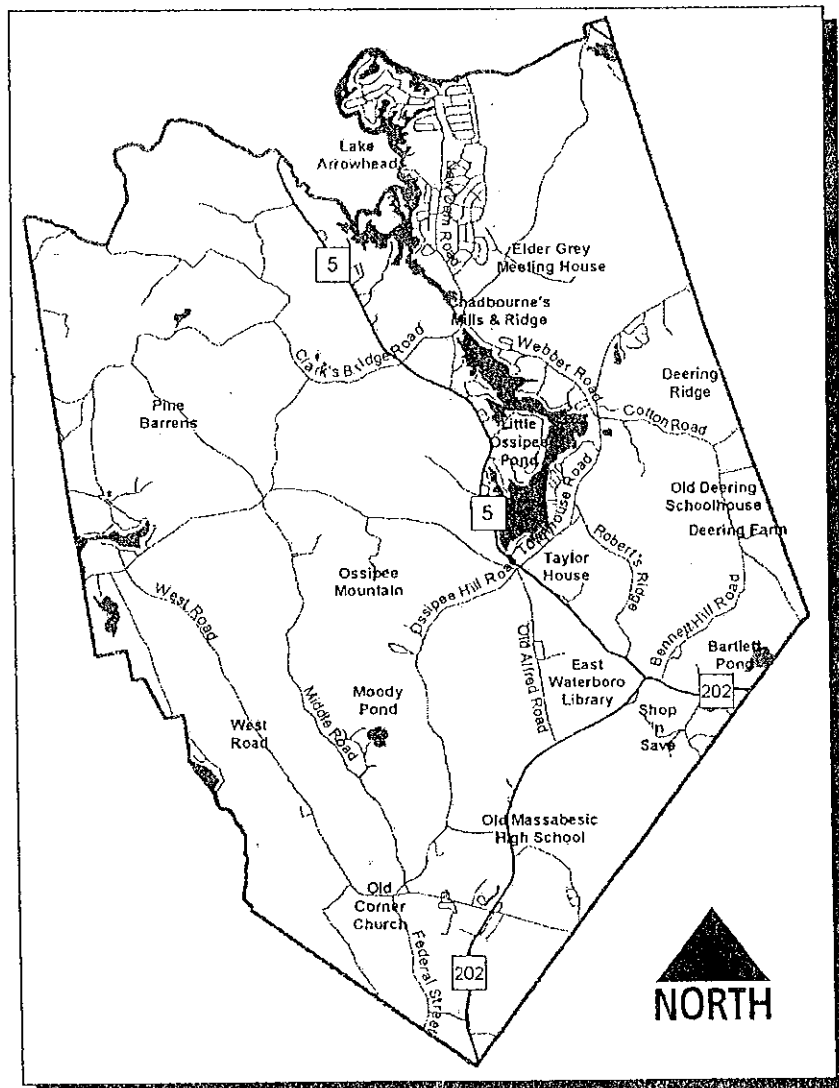 Lake
Arrowhead
New Dam Road
5
Elder Grey
Meeting House
Chadbourne's
Mills & Ridge
Clark's Bridge Road
Webber Road
Deering
Ridge
Cotton Road
Pine
Barrens
Little
Ossipee
Pond
5
Townhouse Road
Old Deering
Schoolhouse
Deering Farm
Robert's Ridge
Taylor
House
Ossipee
Mountain
Ossipee Hill Road
West Road
Old Alfred Road
Bennett Hill Road
Bartlett
Pond
East
Waterboro
Library
202
Shop
'n
Save
Moody
Pond
Middle Road
West
Road
Old Massabesic
High School
Old
Corner
Church
Federal Street
202
NORTH